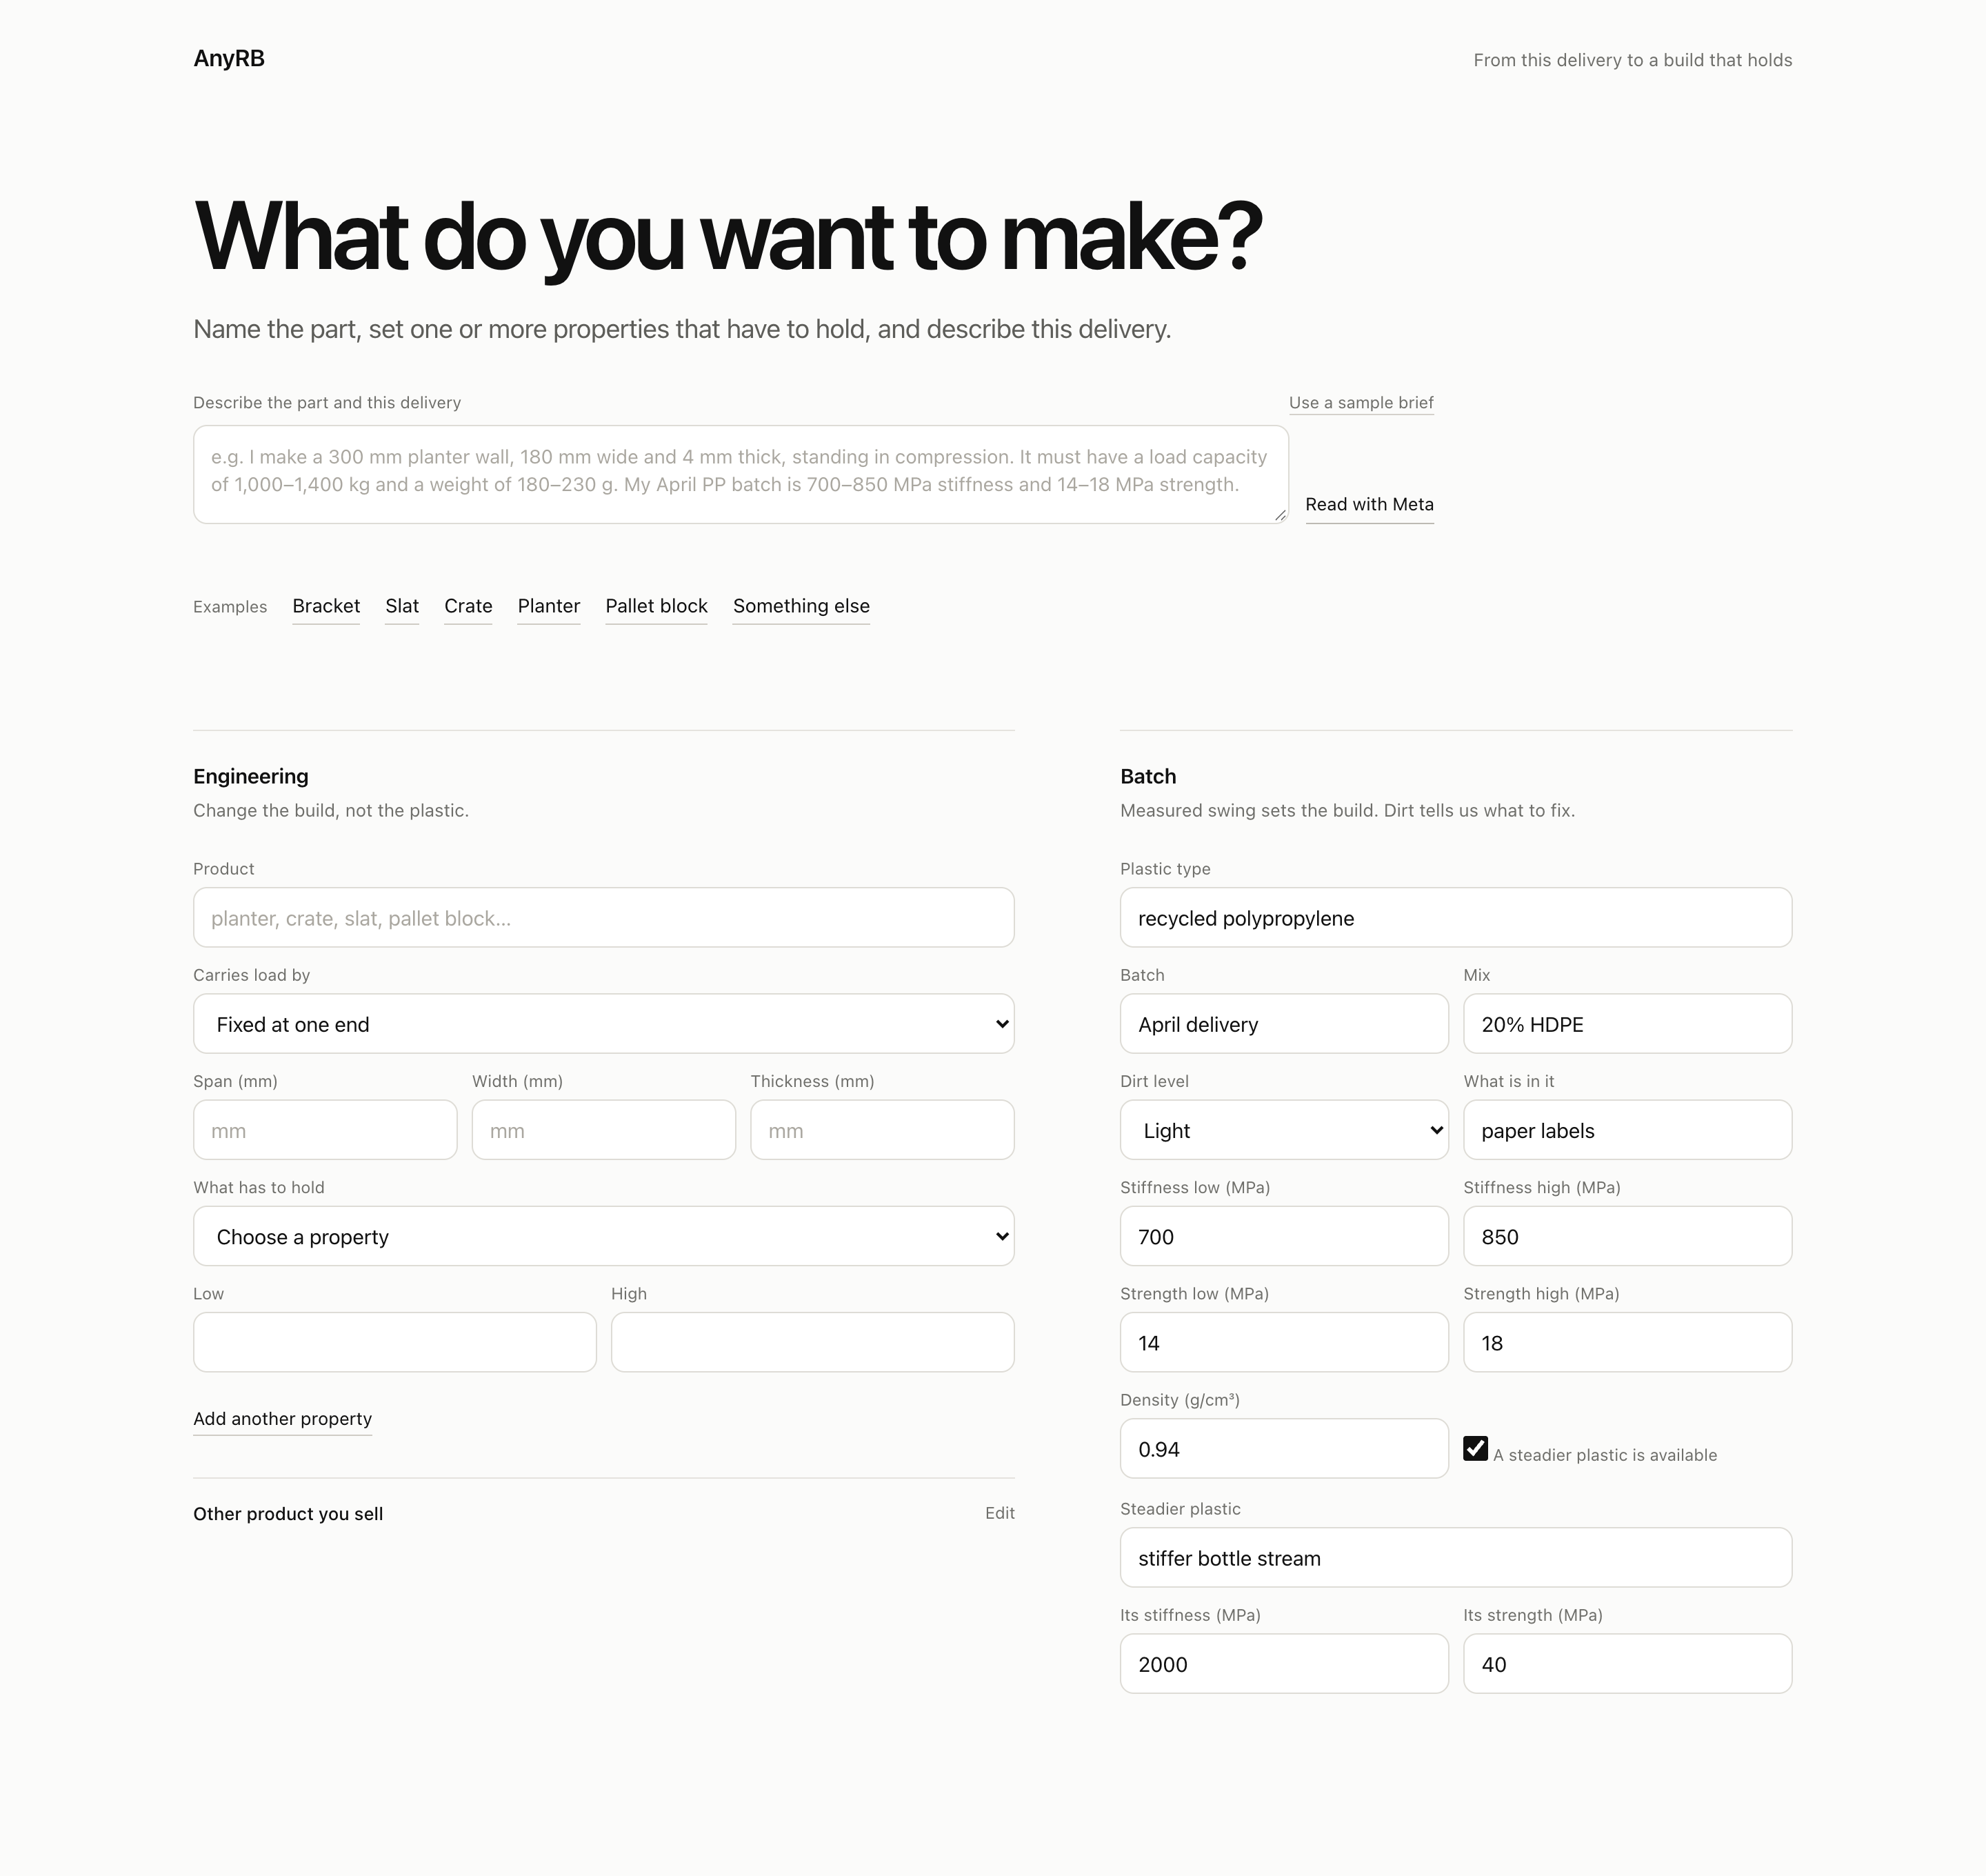 AnyRB
From this delivery to a build that holds
What do you want to make?
Name the part, set one or more properties that have to hold, and describe this delivery.
Describe the part and this delivery
Use a sample brief
e.g. I make a 300 mm planter wall, 180 mm wide and 4 mm thick, standing in compression. It must have a load capacity
of 1,000–1,400 kg and a weight of 180–230 g. My April PP batch is 700–850 MPa stiffness and 14–18 MPa strength.
Read with Meta
Examples Bracket Slat Crate Planter Pallet block Something else
Engineering
Change the build, not the plastic.
Product
planter, crate, slat, pallet block...
Carries load by
Fixed at one end
Span (mm) Width (mm) Thickness (mm)
mm mm mm
What has to hold
Choose a property
Low High
Add another property
Other product you sell Edit
Batch
Measured swing sets the build. Dirt tells us what to fix.
Plastic type
recycled polypropylene
Batch Mix
April delivery 20% HDPE
Dirt level What is in it
Light paper labels
Stiffness low (MPa) Stiffness high (MPa)
700 850
Strength low (MPa) Strength high (MPa)
14 18
Density (g/cm³)
0.94 A steadier plastic is available
Steadier plastic
stiffer bottle stream
Its stiffness (MPa) Its strength (MPa)
2000 40